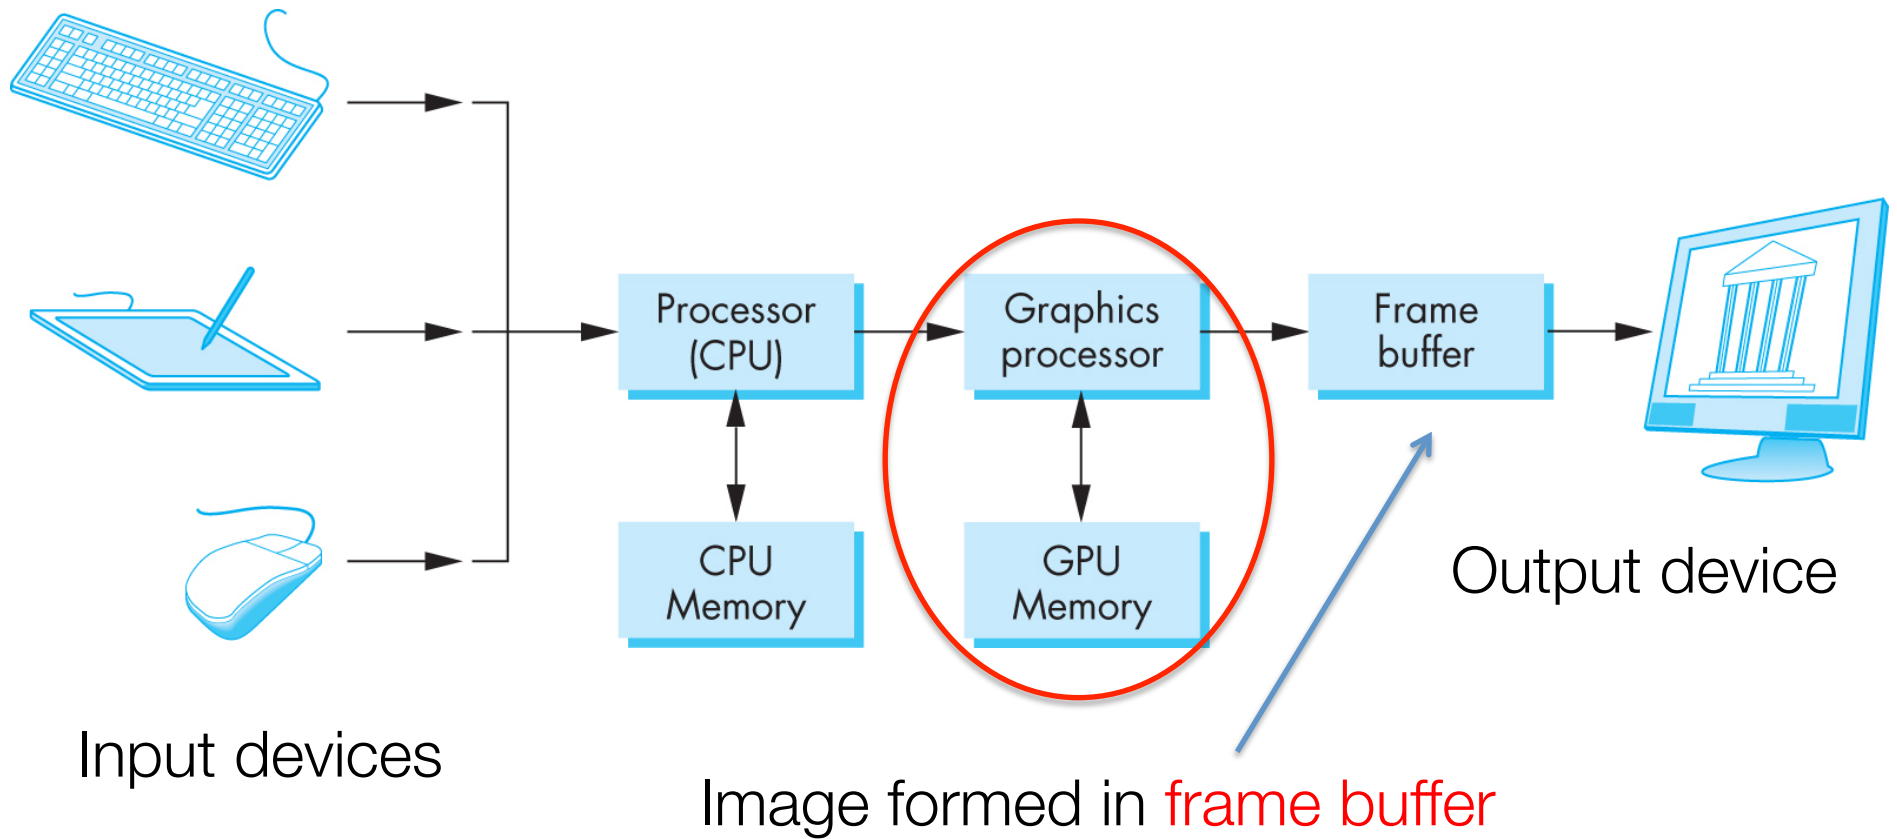 Processor
(CPU)
Graphics
processor
Frame
buffer
CPU
Memory
GPU
Memory
Output device
Input devices
Image formed in frame buffer